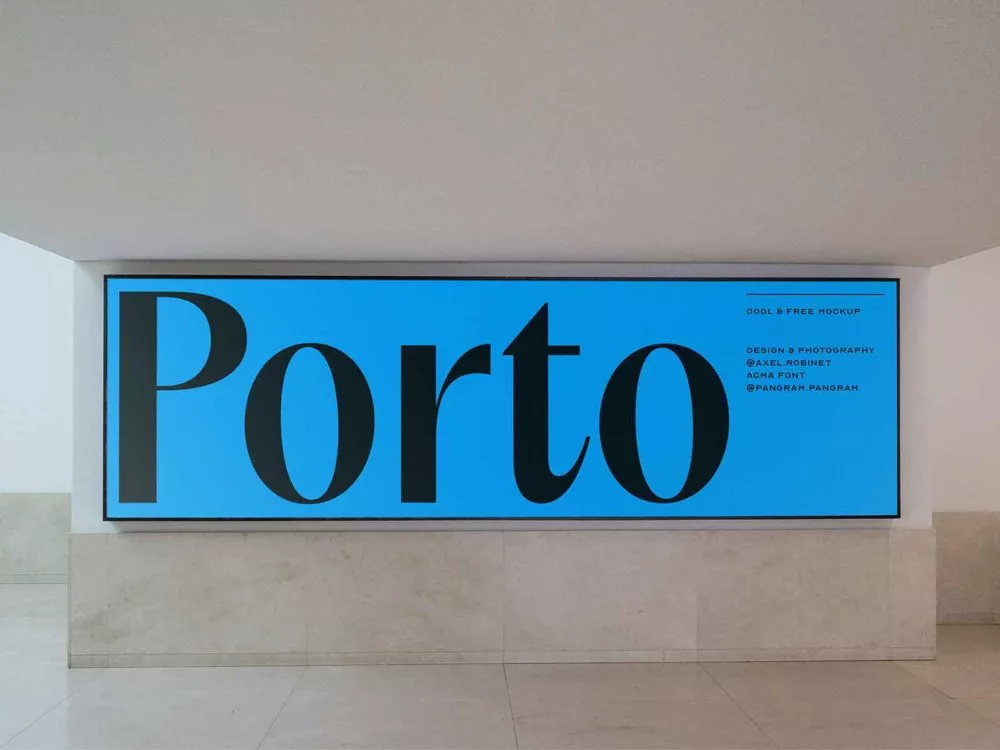 Porto
COOL & FREE MOCKUP
DESIGN & PHOTOGRAPHY
@AXEL.ROBINET
AGMA FONT
@PANGRAM.PANGRAM